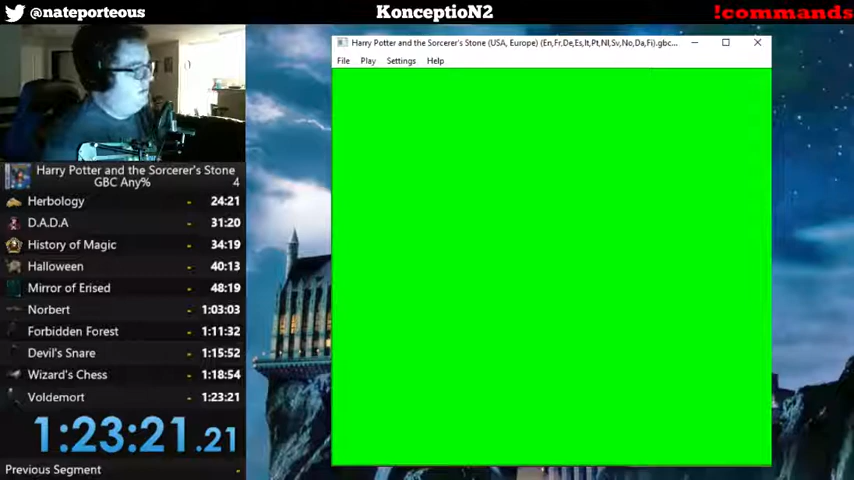 @nateporteous
KonceptioN2
!commands
Harry Potter and the Sorcerer's Stone (USA, Europe) (En,Fr,De,Es,It,Pt,Nl,Sv,No,Da,Fi).gbc...
File Play Settings Help
Harry Potter and the Sorcerer's Stone
GBC Any% 4
Herbology - 24:21
D.A.D.A - 31:20
History of Magic - 34:19
Halloween - 40:13
Mirror of Erised - 48:19
Norbert - 1:03:03
Forbidden Forest - 1:11:32
Devil's Snare - 1:15:52
Wizard's Chess - 1:18:54
Voldemort - 1:23:21
1:23:21.21
Previous Segment -